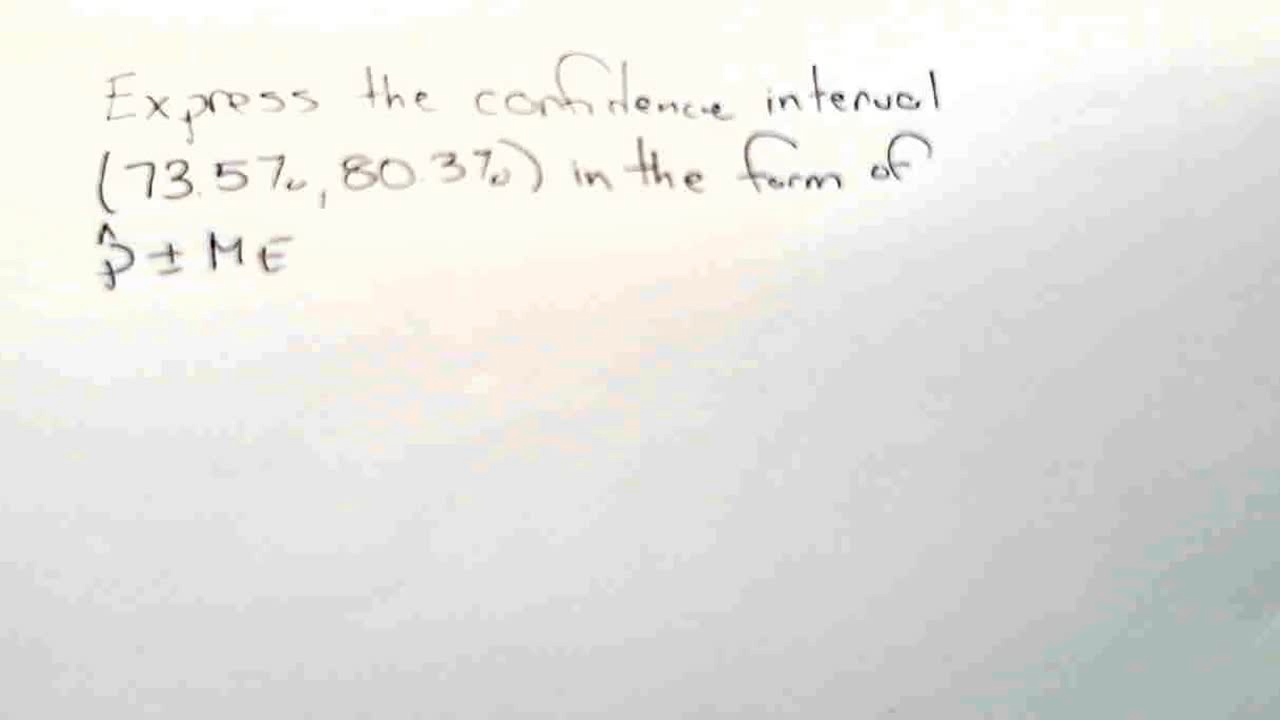 Express the confidence interval
(73.5%, 80.3%) in the form of
p̂ ± ME